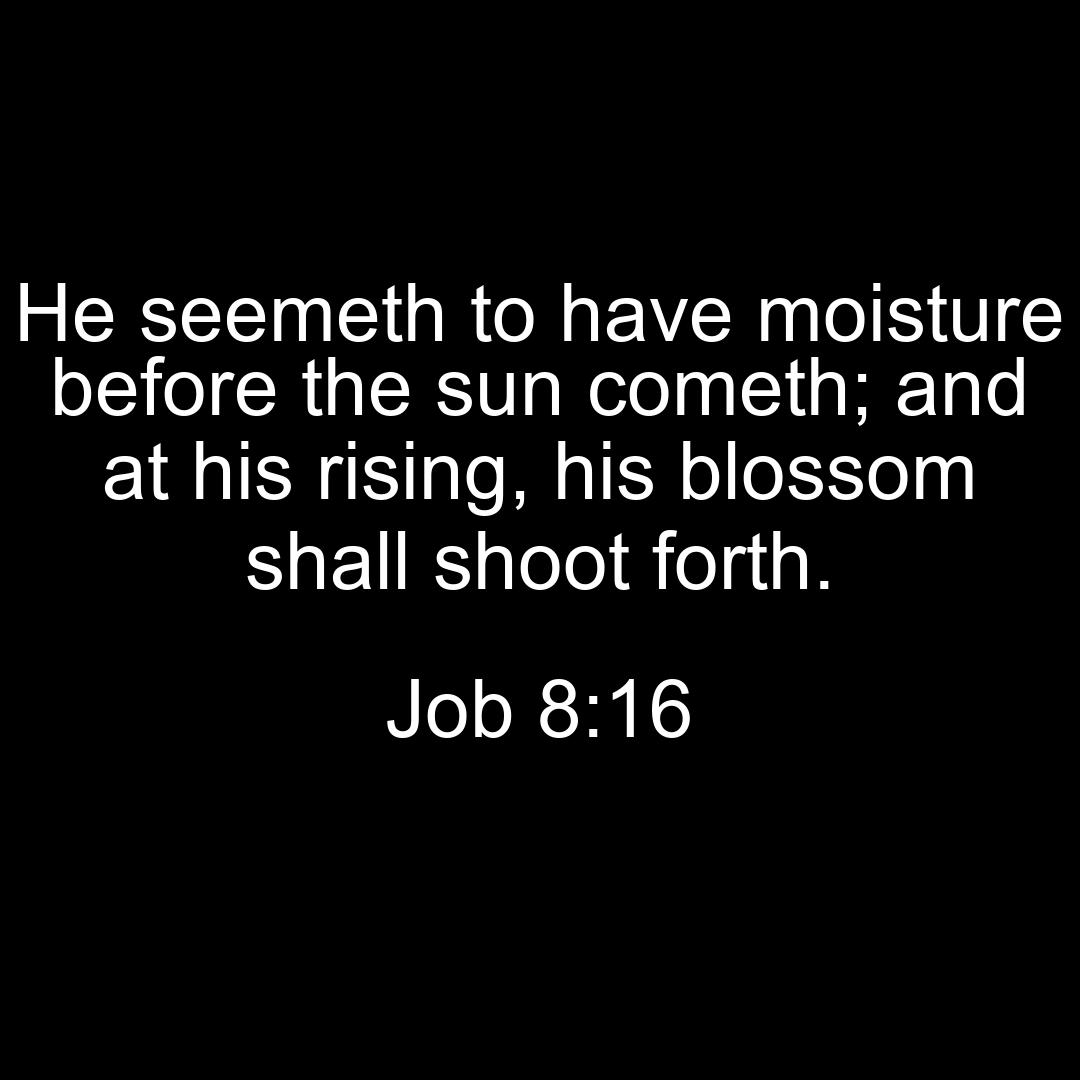 He seemeth to have moisture
before the sun cometh; and
at his rising, his blossom
shall shoot forth.
Job 8:16